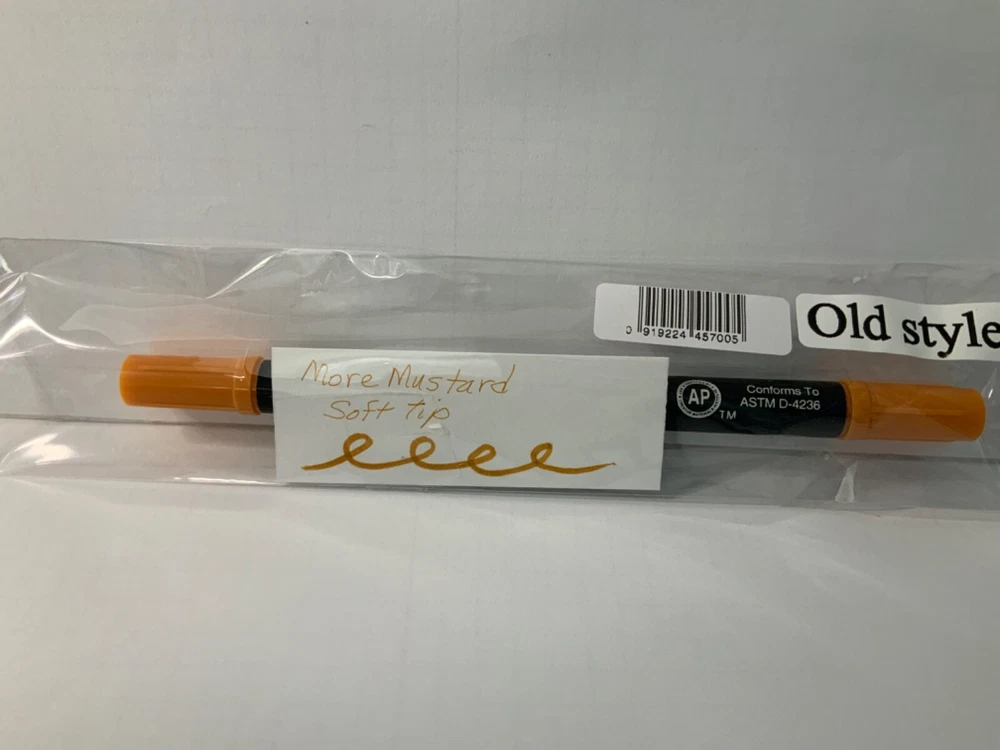 0 919224 457005
Old style
More Mustard
Soft tip
AP
TM
Conforms To
ASTM D-4236